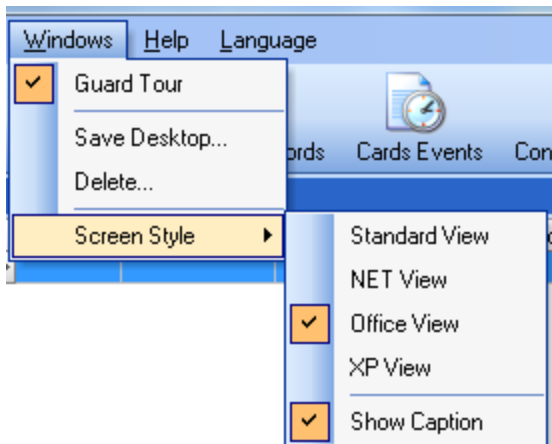 Windows Help Language
Guard Tour
Save Desktop...
Cards Events
Delete...
Screen Style
Standard View
NET View
Office View
XP View
Show Caption